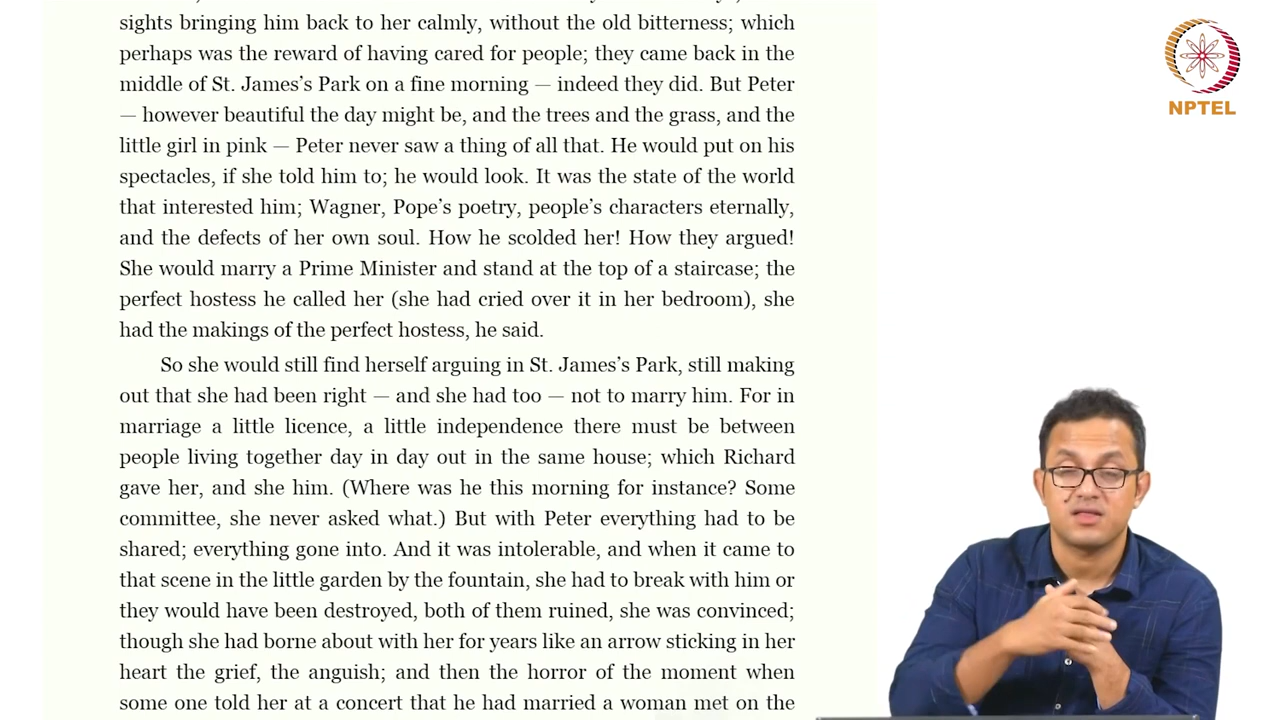 sights bringing him back to her calmly, without the old bitterness; which
perhaps was the reward of having cared for people; they came back in the
middle of St. James’s Park on a fine morning — indeed they did. But Peter
— however beautiful the day might be, and the trees and the grass, and the
little girl in pink — Peter never saw a thing of all that. He would put on his
spectacles, if she told him to; he would look. It was the state of the world
that interested him; Wagner, Pope’s poetry, people’s characters eternally,
and the defects of her own soul. How he scolded her! How they argued!
She would marry a Prime Minister and stand at the top of a staircase; the
perfect hostess he called her (she had cried over it in her bedroom), she
had the makings of the perfect hostess, he said.
So she would still find herself arguing in St. James’s Park, still making
out that she had been right — and she had too — not to marry him. For in
marriage a little licence, a little independence there must be between
people living together day in day out in the same house; which Richard
gave her, and she him. (Where was he this morning for instance? Some
committee, she never asked what.) But with Peter everything had to be
shared; everything gone into. And it was intolerable, and when it came to
that scene in the little garden by the fountain, she had to break with him or
they would have been destroyed, both of them ruined, she was convinced;
though she had borne about with her for years like an arrow sticking in her
heart the grief, the anguish; and then the horror of the moment when
some one told her at a concert that he had married a woman met on the
NPTEL